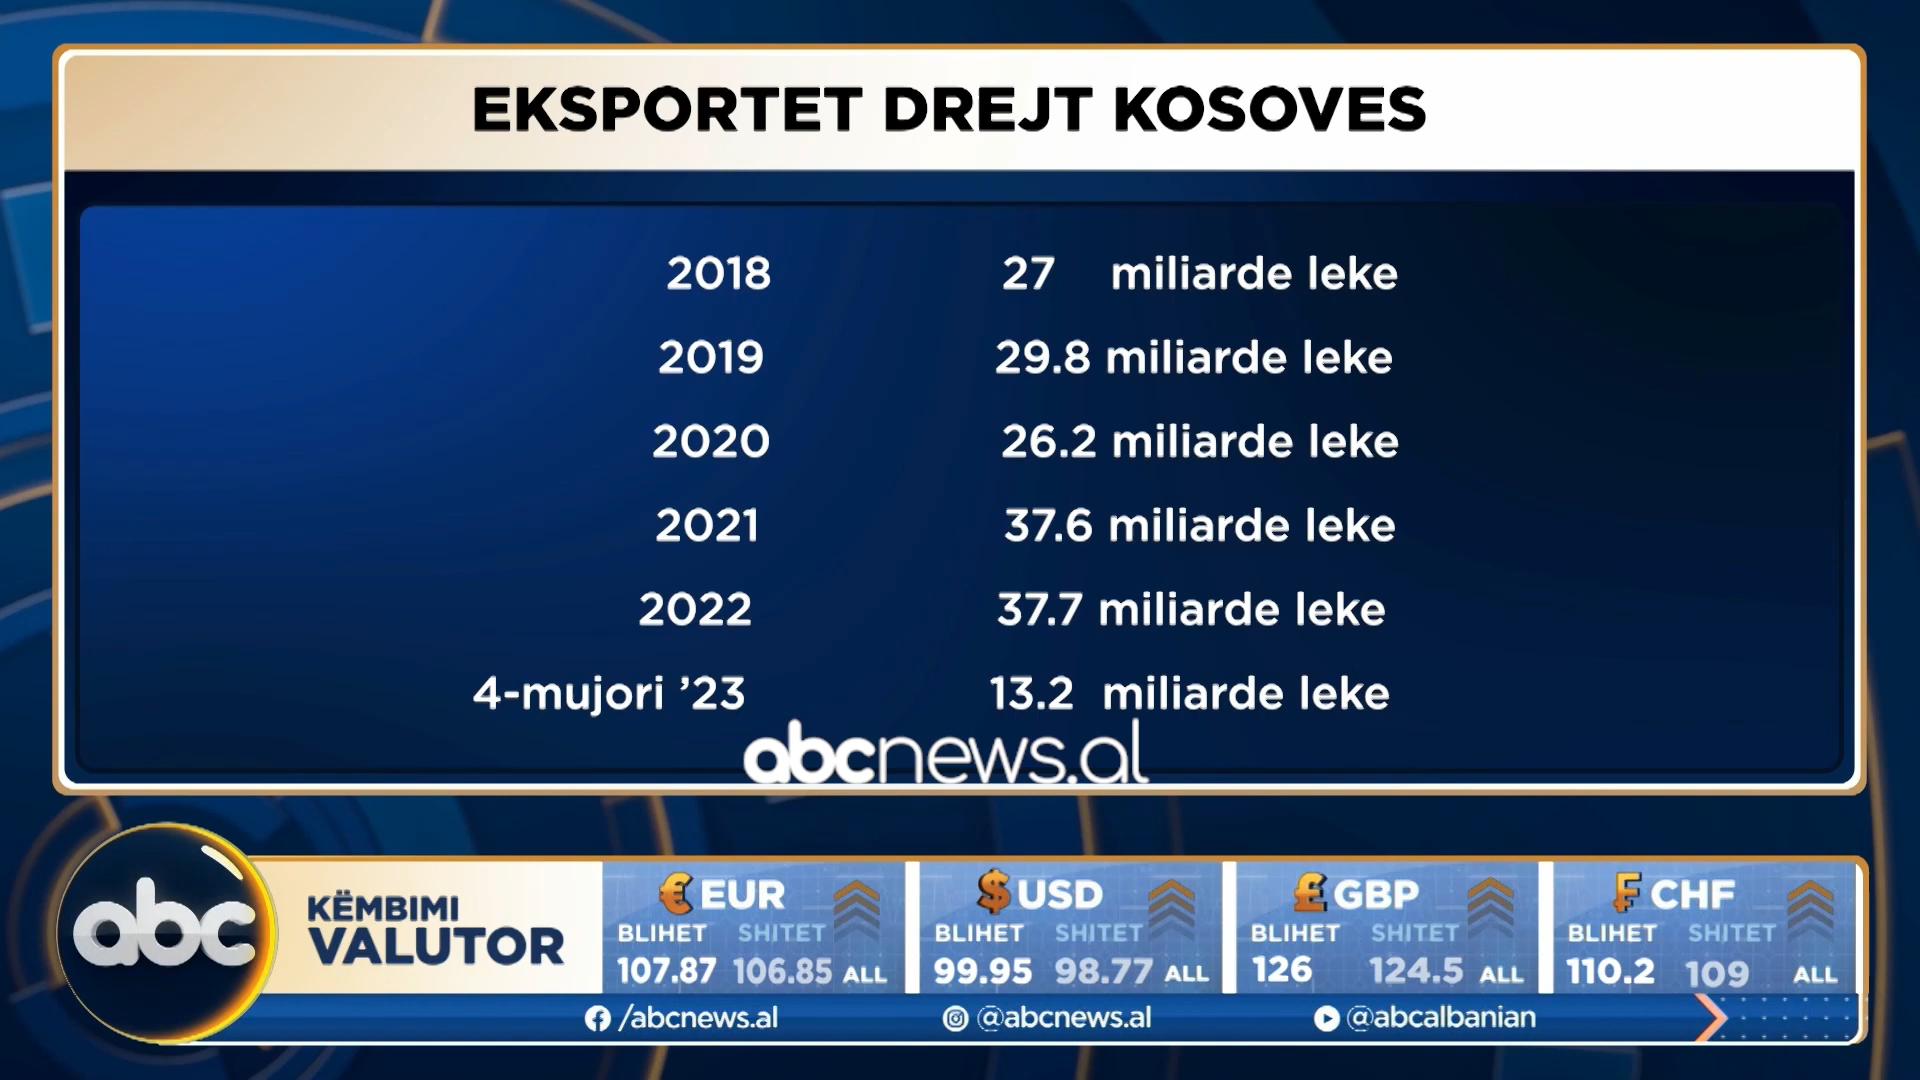 EKSPORTET DREJT KOSOVES
2018 27 miliarde leke
2019 29.8 miliarde leke
2020 26.2 miliarde leke
2021 37.6 miliarde leke
2022 37.7 miliarde leke
4-mujori ’23 13.2 miliarde leke
abcnews.al
abc
KËMBIMI
VALUTOR
€ EUR
BLIHET SHITET
107.87 106.85 ALL
$ USD
BLIHET SHITET
99.95 98.77 ALL
£ GBP
BLIHET SHITET
126 124.5 ALL
₣ CHF
BLIHET SHITET
110.2 109 ALL
/abcnews.al @abcnews.al @abcalbanian